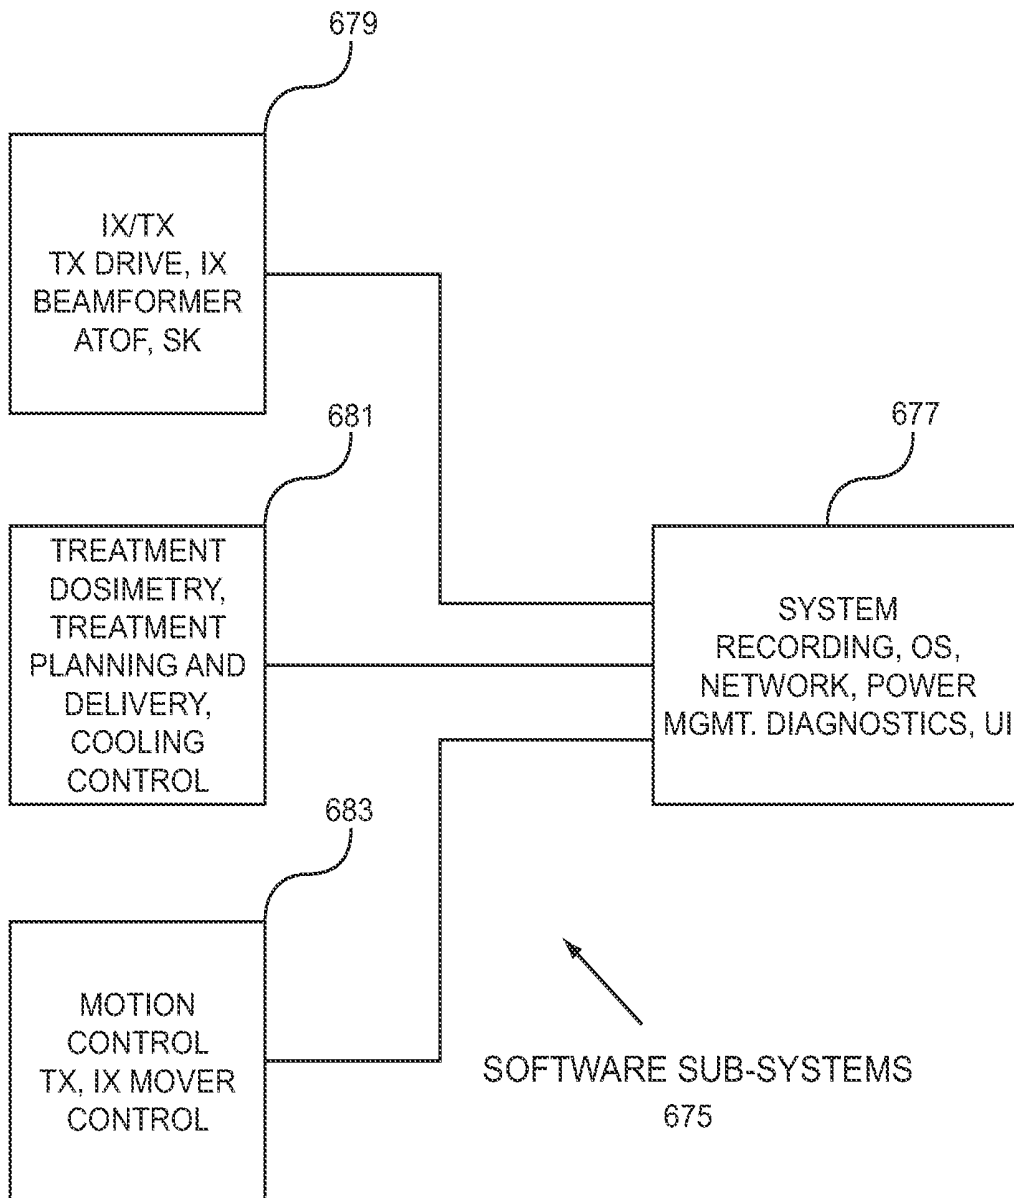 679
IX/TX
TX DRIVE, IX
BEAMFORMER
ATOF, SK
681
TREATMENT
DOSIMETRY,
TREATMENT
PLANNING AND
DELIVERY,
COOLING
CONTROL
677
SYSTEM
RECORDING, OS,
NETWORK, POWER
MGMT. DIAGNOSTICS, UI
683
MOTION
CONTROL
TX, IX MOVER
CONTROL
SOFTWARE SUB-SYSTEMS
675